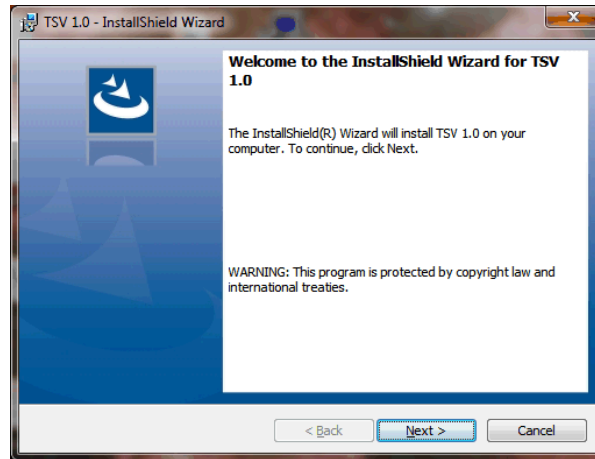 TSV 1.0 - InstallShield Wizard
Welcome to the InstallShield Wizard for TSV
1.0
The InstallShield(R) Wizard will install TSV 1.0 on your
computer. To continue, click Next.
WARNING: This program is protected by copyright law and
international treaties.
< Back
Next >
Cancel